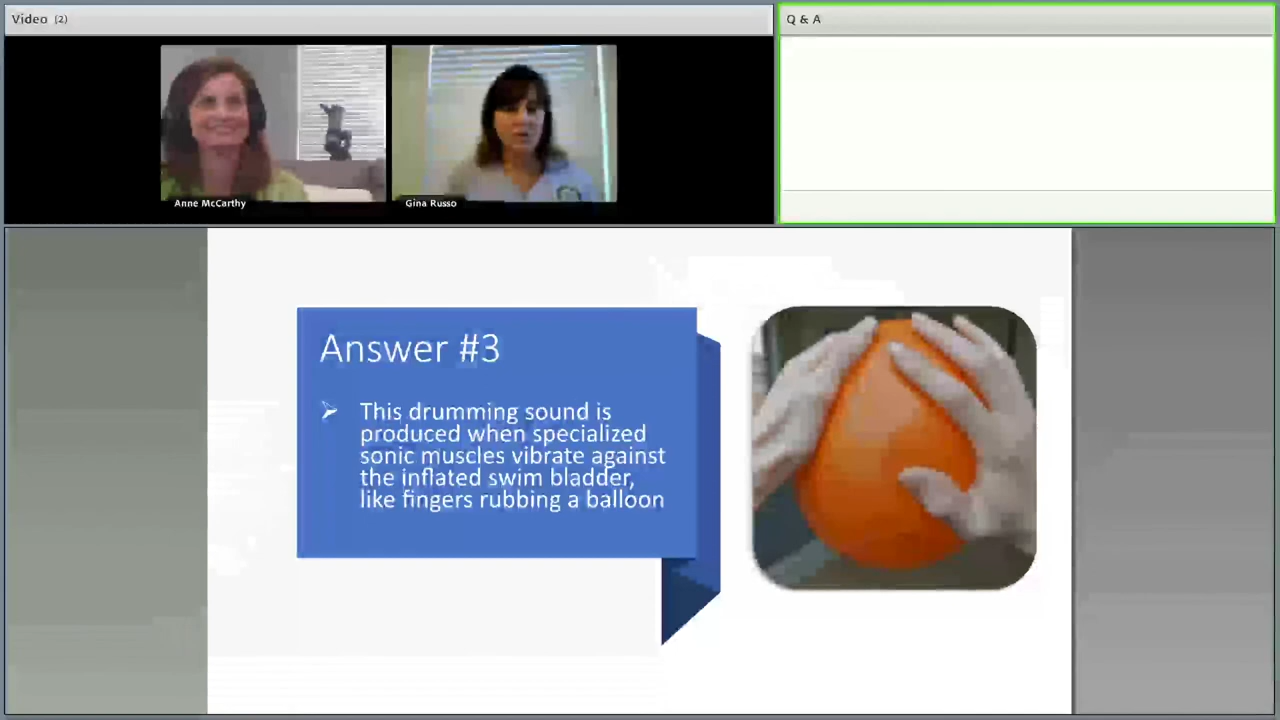 Video (2)
Q & A
Anne McCarthy
Gina Russo
Answer #3
This drumming sound is
produced when specialized
sonic muscles vibrate against
the inflated swim bladder,
like fingers rubbing a balloon